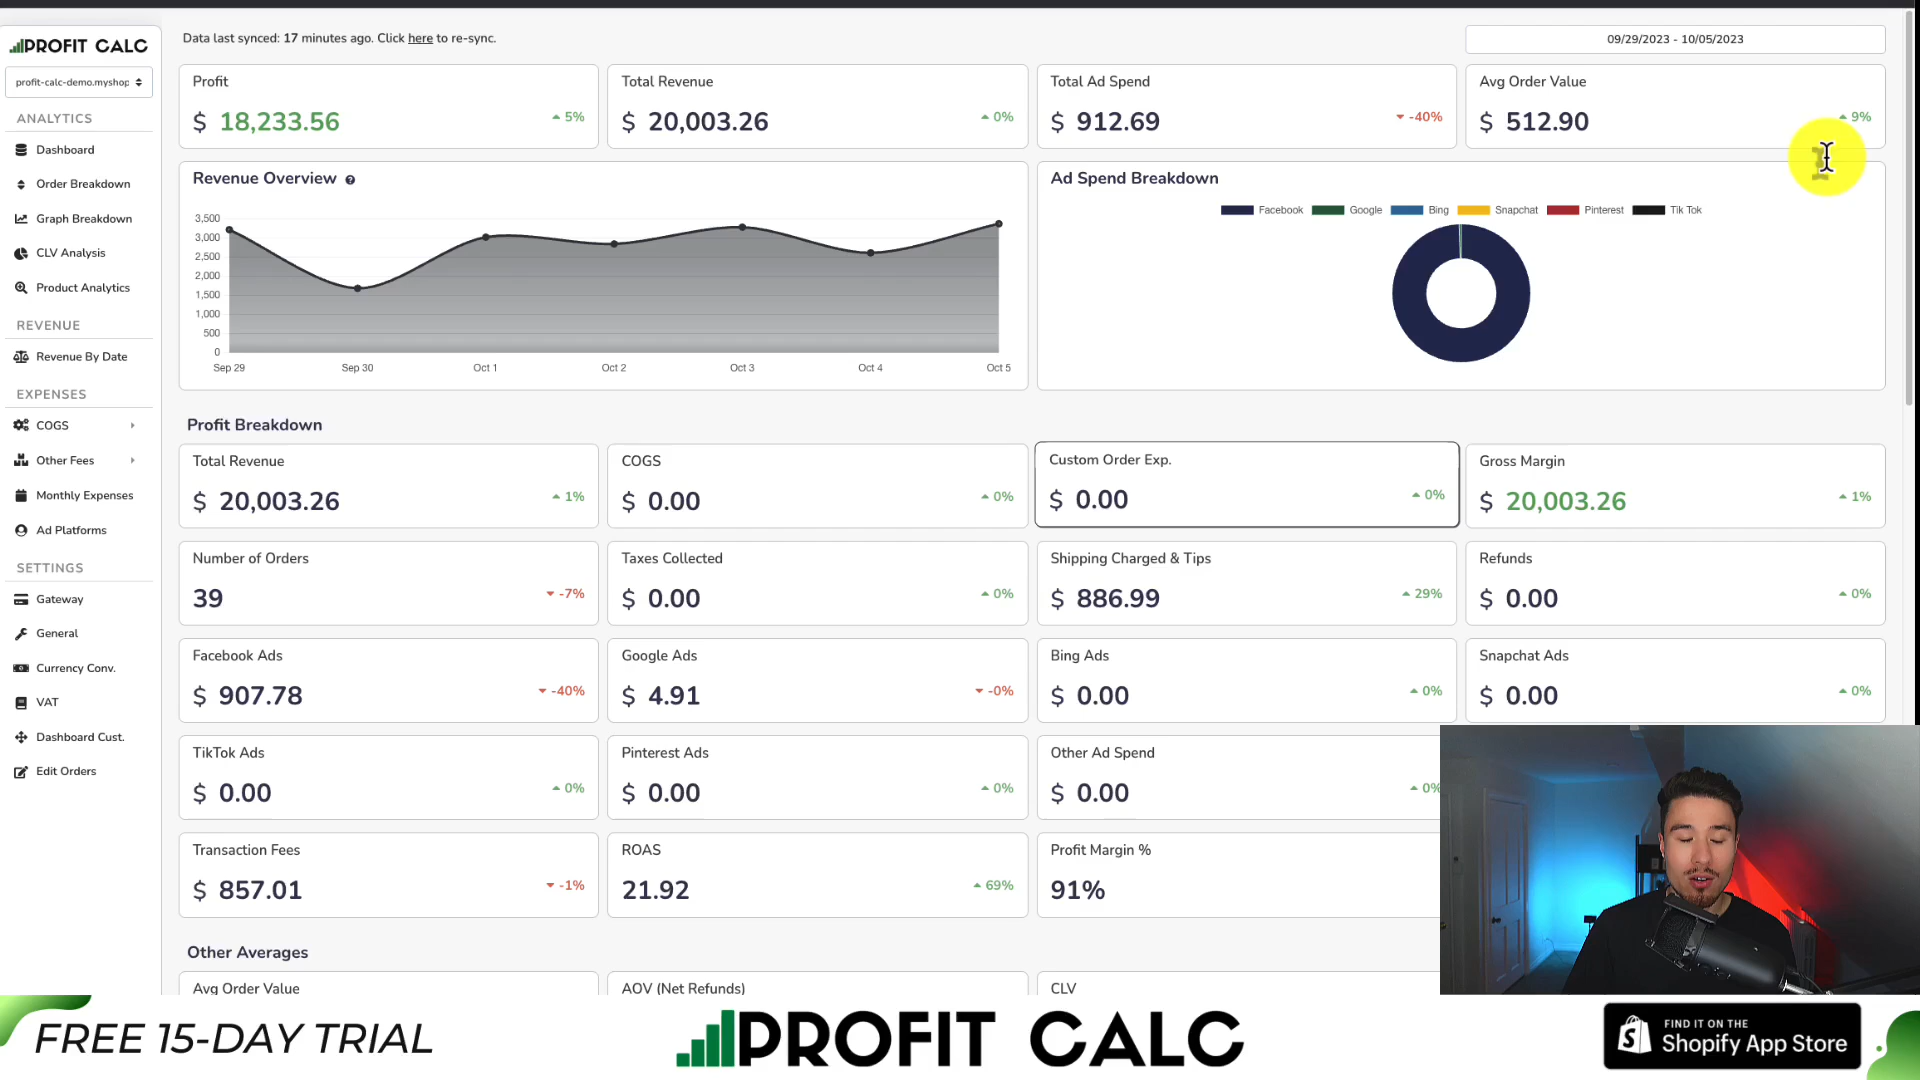 PROFIT CALC
profit-calc-demo.myshop
ANALYTICS
Dashboard
Order Breakdown
Graph Breakdown
CLV Analysis
Product Analytics
REVENUE
Revenue By Date
EXPENSES
COGS
Other Fees
Monthly Expenses
Ad Platforms
SETTINGS
Gateway
General
Currency Conv.
VAT
Dashboard Cust.
Edit Orders
Data last synced: 17 minutes ago. Click here to re-sync.
09/29/2023 - 10/05/2023
Profit
$ 18,233.56
5%
Total Revenue
$ 20,003.26
0%
Total Ad Spend
$ 912.69
-40%
Avg Order Value
$ 512.90
9%
Revenue Overview
3,500
3,000
2,500
2,000
1,500
1,000
500
0
Sep 29 Sep 30 Oct 1 Oct 2 Oct 3 Oct 4 Oct 5
Ad Spend Breakdown
Facebook Google Bing Snapchat Pinterest Tik Tok
Profit Breakdown
Total Revenue
$ 20,003.26
1%
COGS
$ 0.00
0%
Custom Order Exp.
$ 0.00
0%
Gross Margin
$ 20,003.26
1%
Number of Orders
39
-7%
Taxes Collected
$ 0.00
0%
Shipping Charged & Tips
$ 886.99
29%
Refunds
$ 0.00
0%
Facebook Ads
$ 907.78
-40%
Google Ads
$ 4.91
-0%
Bing Ads
$ 0.00
0%
Snapchat Ads
$ 0.00
0%
TikTok Ads
$ 0.00
0%
Pinterest Ads
$ 0.00
0%
Other Ad Spend
$ 0.00
0%
Transaction Fees
$ 857.01
-1%
ROAS
21.92
69%
Profit Margin %
91%
Other Averages
Avg Order Value
AOV (Net Refunds)
CLV
FREE 15-DAY TRIAL
PROFIT CALC
FIND IT ON THE
Shopify App Store